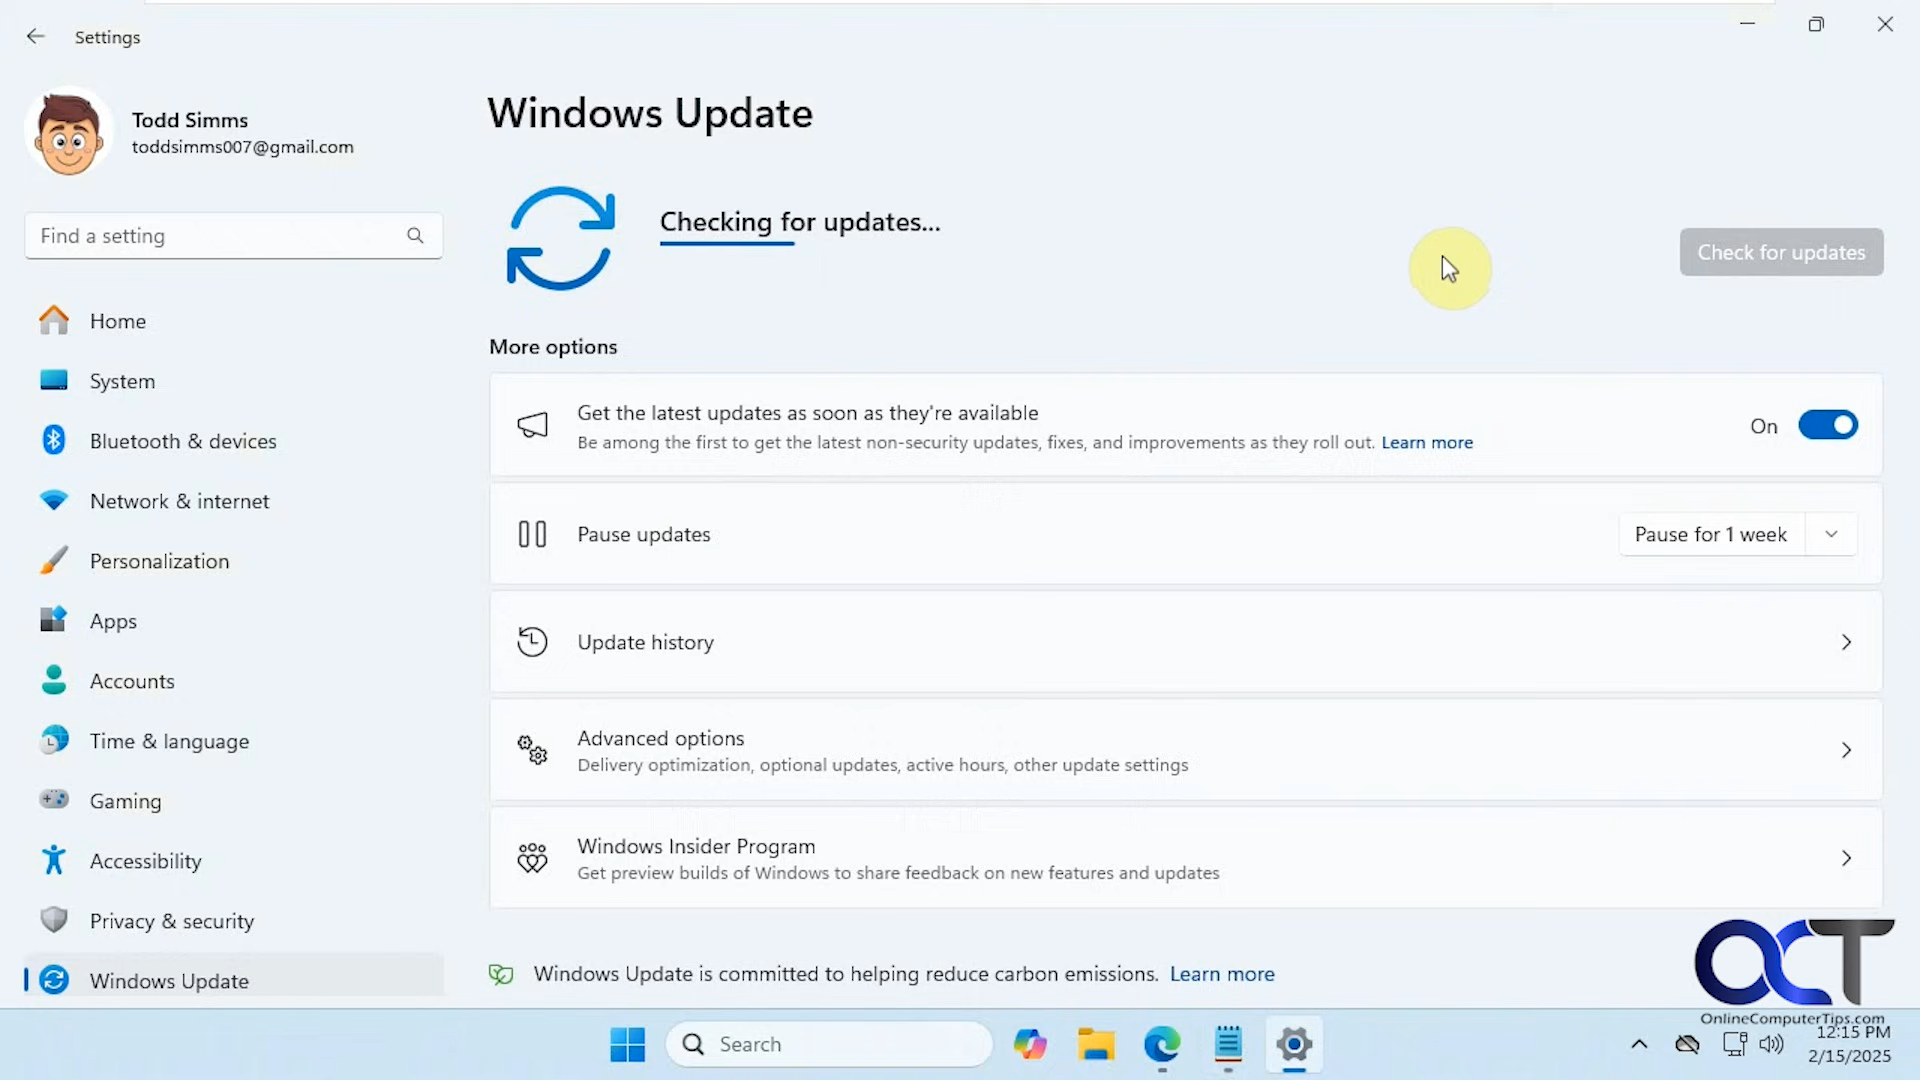 Settings
Todd Simms
toddsimms007@gmail.com
Find a setting
Home
System
Bluetooth & devices
Network & internet
Personalization
Apps
Accounts
Time & language
Gaming
Accessibility
Privacy & security
Windows Update
Windows Update
Checking for updates...
Check for updates
More options
Get the latest updates as soon as they're available
Be among the first to get the latest non-security updates, fixes, and improvements as they roll out. Learn more
On
Pause updates
Pause for 1 week
Update history
Advanced options
Delivery optimization, optional updates, active hours, other update settings
Windows Insider Program
Get preview builds of Windows to share feedback on new features and updates
Windows Update is committed to helping reduce carbon emissions. Learn more
OCT
OnlineComputerTips.com
Search
12:15 PM
2/15/2025